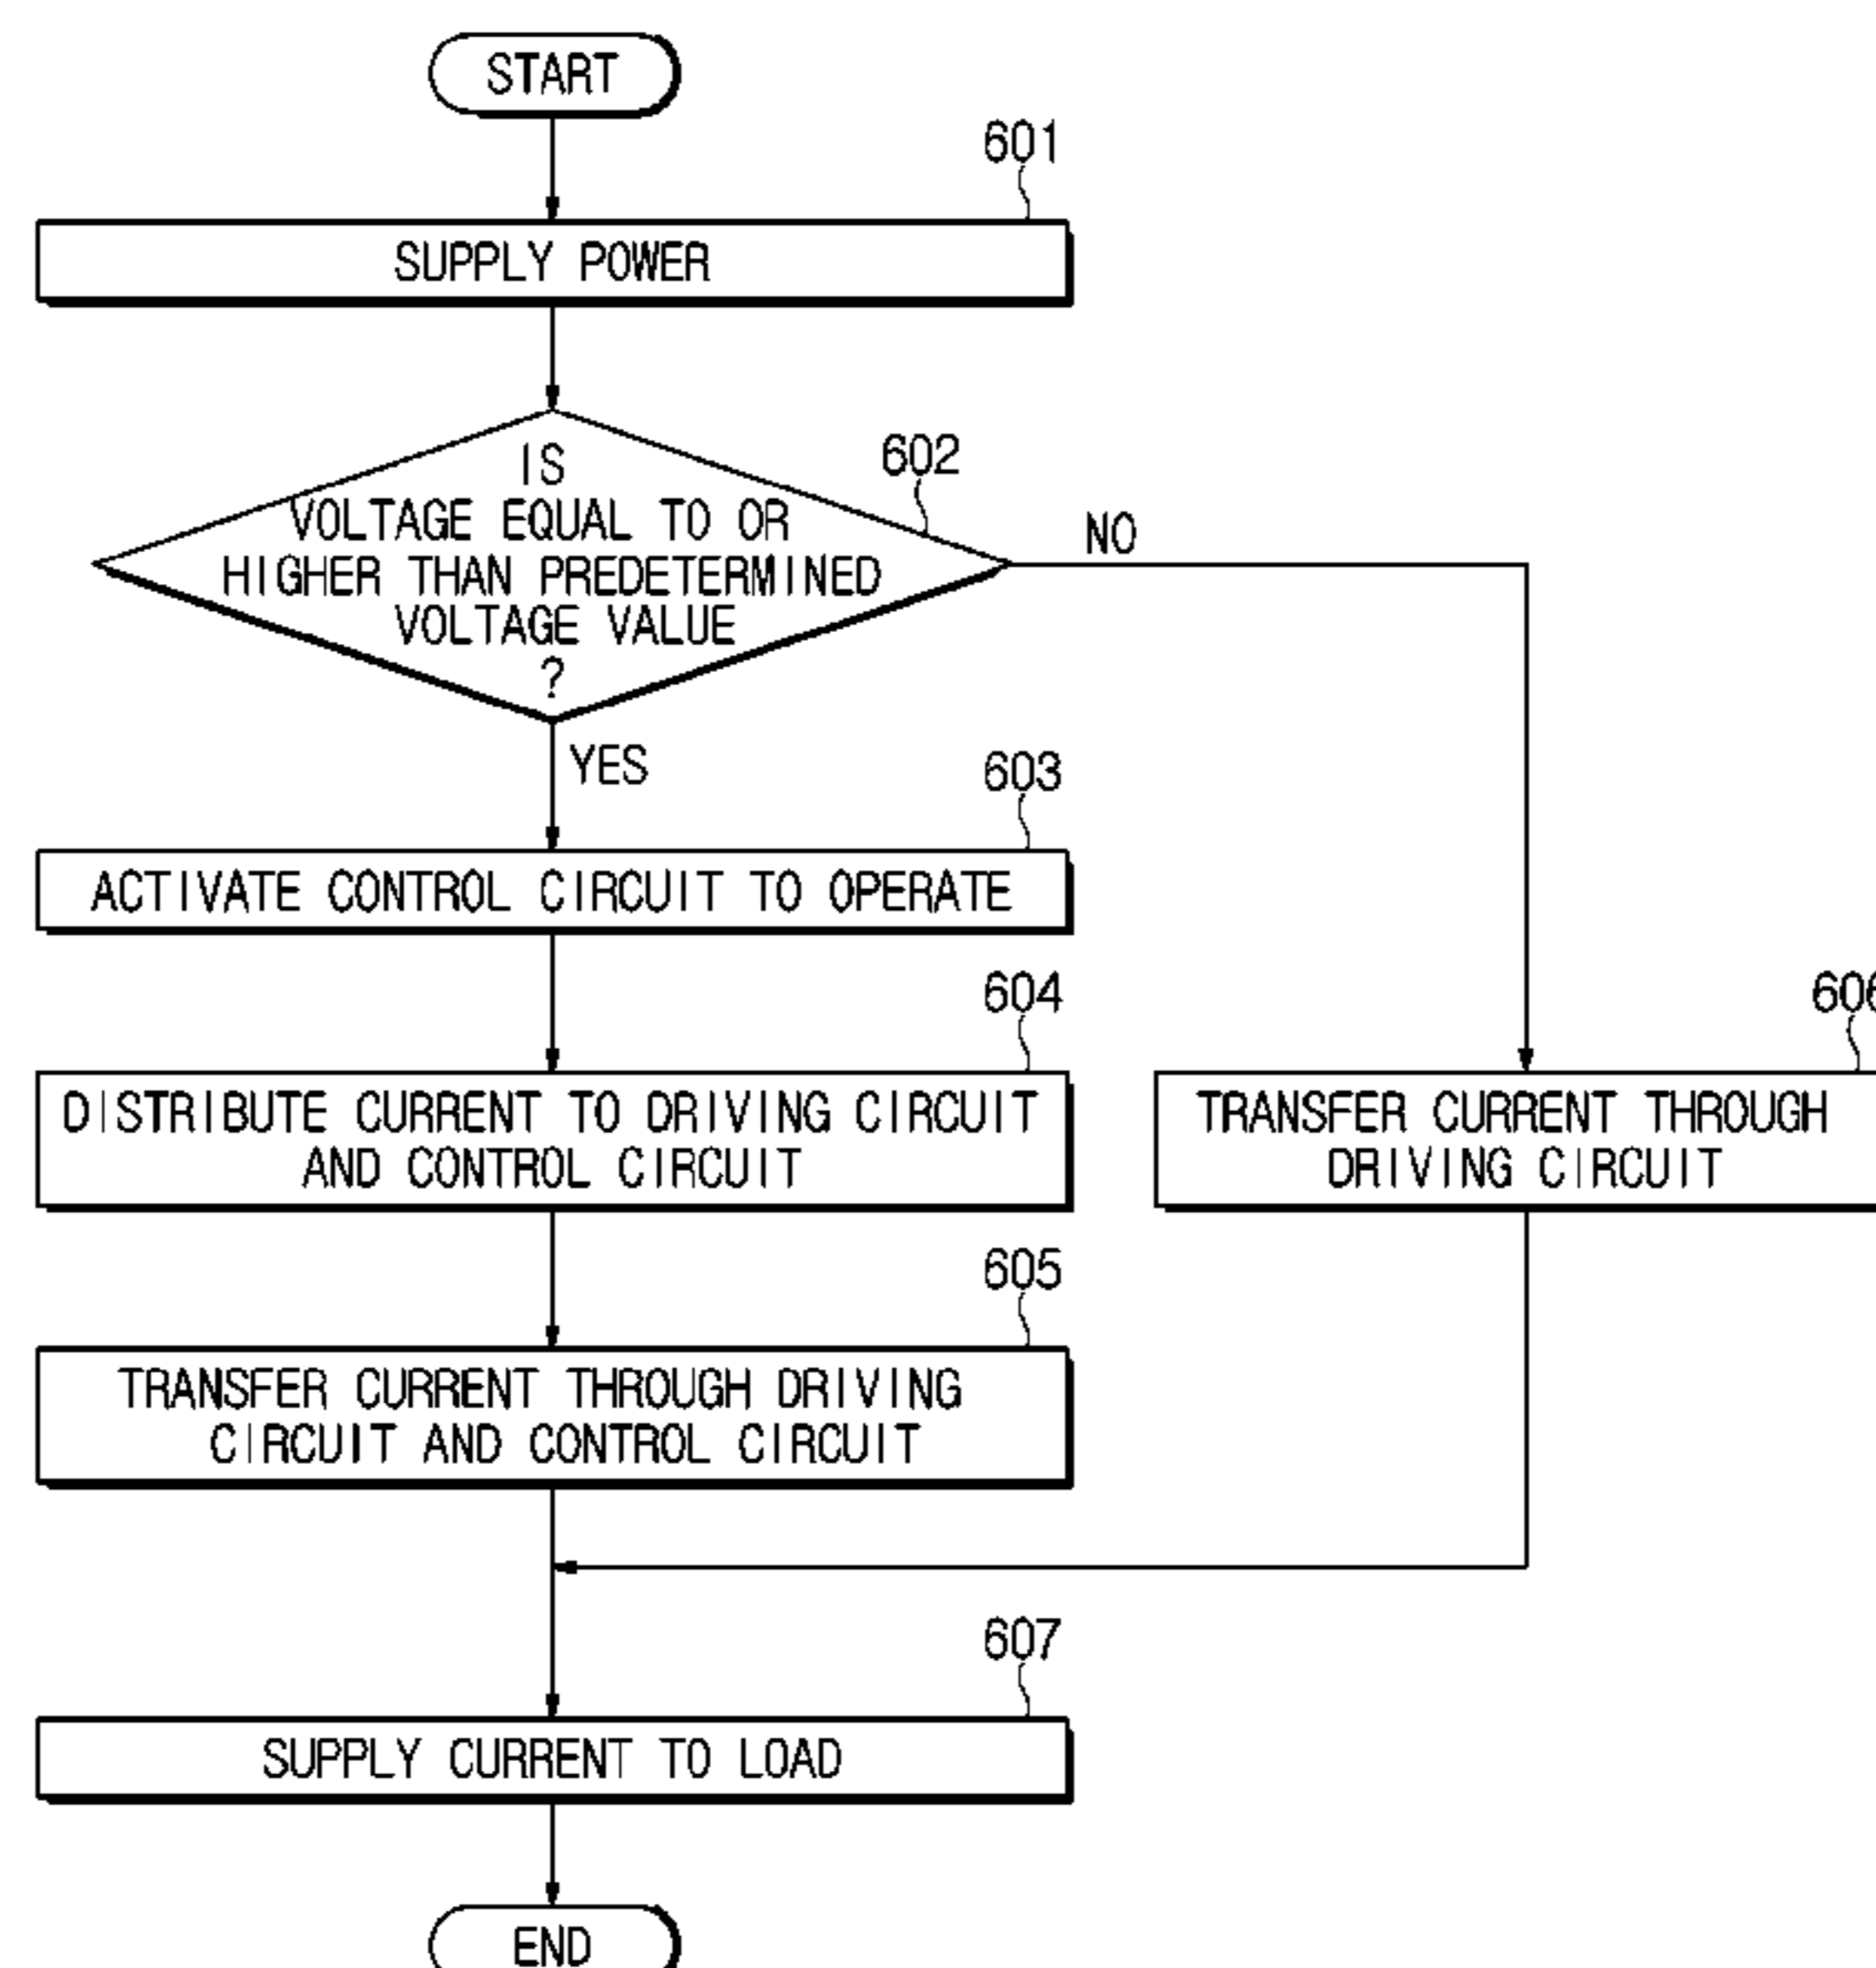 START
601
SUPPLY POWER
602
IS
VOLTAGE EQUAL TO OR
HIGHER THAN PREDETERMINED
VOLTAGE VALUE
?
NO
YES
603
ACTIVATE CONTROL CIRCUIT TO OPERATE
604
DISTRIBUTE CURRENT TO DRIVING CIRCUIT
AND CONTROL CIRCUIT
606
TRANSFER CURRENT THROUGH
DRIVING CIRCUIT
605
TRANSFER CURRENT THROUGH DRIVING
CIRCUIT AND CONTROL CIRCUIT
607
SUPPLY CURRENT TO LOAD
END